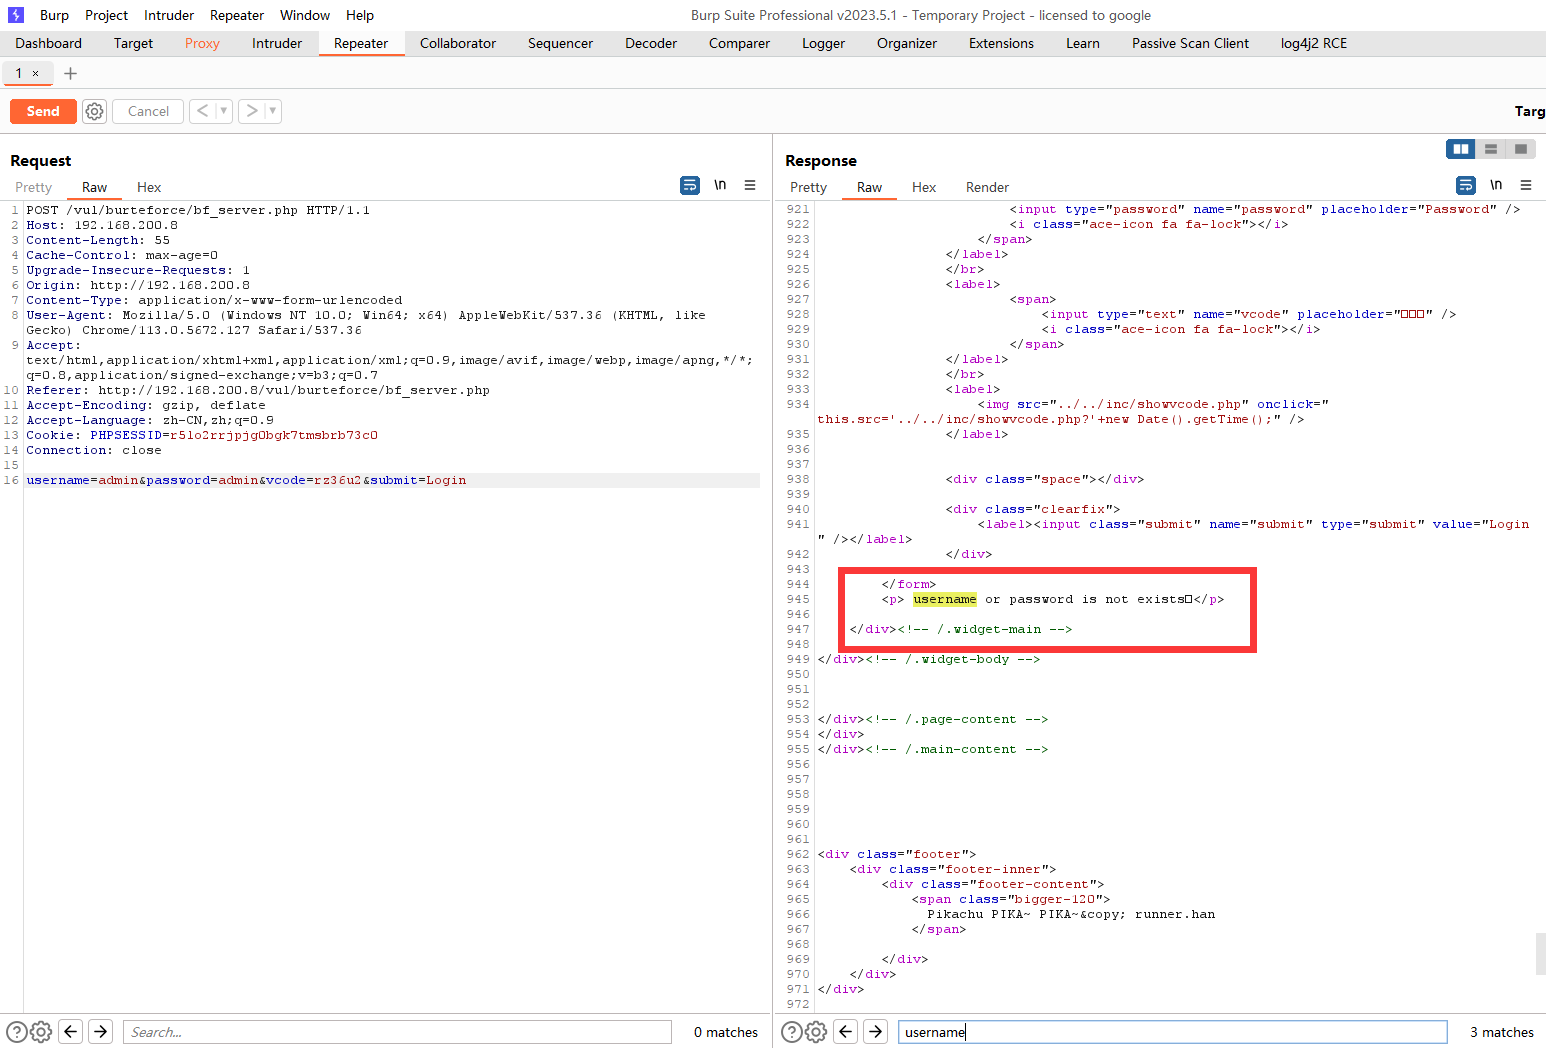 Burp Project Intruder Repeater Window Help
Burp Suite Professional v2023.5.1 - Temporary Project - licensed to google
Dashboard Target Proxy Intruder Repeater Collaborator Sequencer Decoder Comparer Logger Organizer Extensions Learn Passive Scan Client log4j2 RCE
1 × +
Send Cancel < > Targ
Request
Pretty Raw Hex \n
1 POST /vul/burteforce/bf_server.php HTTP/1.1
2 Host: 192.168.200.8
3 Content-Length: 55
4 Cache-Control: max-age=0
5 Upgrade-Insecure-Requests: 1
6 Origin: http://192.168.200.8
7 Content-Type: application/x-www-form-urlencoded
8 User-Agent: Mozilla/5.0 (Windows NT 10.0; Win64; x64) AppleWebKit/537.36 (KHTML, like
Gecko) Chrome/113.0.5672.127 Safari/537.36
9 Accept:
text/html,application/xhtml+xml,application/xml;q=0.9,image/avif,image/webp,image/apng,*/*;
q=0.8,application/signed-exchange;v=b3;q=0.7
10 Referer: http://192.168.200.8/vul/burteforce/bf_server.php
11 Accept-Encoding: gzip, deflate
12 Accept-Language: zh-CN,zh;q=0.9
13 Cookie: PHPSESSID=r5lo2rrjpjg0bgk7tmsbrb73c0
14 Connection: close
15
16 username=admin&password=admin&vcode=rz36u2&submit=Login
Search... 0 matches
Response
Pretty Raw Hex Render \n
921 <input type="password" name="password" placeholder="Password" />
922 <i class="ace-icon fa fa-lock"></i>
923 </span>
924 </label>
925 </br>
926 <label>
927 <span>
928 <input type="text" name="vcode" placeholder="□□□" />
929 <i class="ace-icon fa fa-lock"></i>
930 </span>
931 </label>
932 </br>
933 <label>
934 <img src="../../inc/showvcode.php" onclick="
this.src='../../inc/showvcode.php?'+new Date().getTime();" />
935 </label>
936
937
938 <div class="space"></div>
939
940 <div class="clearfix">
941 <label><input class="submit" name="submit" type="submit" value="Login
" /></label>
942 </div>
943
944 </form>
945 <p> username or password is not exists□</p>
946
947 </div><!-- /.widget-main -->
948
949 </div><!-- /.widget-body -->
950
951
952
953 </div><!-- /.page-content -->
954 </div>
955 </div><!-- /.main-content -->
956
957
958
959
960
961
962 <div class="footer">
963 <div class="footer-inner">
964 <div class="footer-content">
965 <span class="bigger-120">
966 Pikachu PIKA~ PIKA~&copy; runner.han
967 </span>
968
969 </div>
970 </div>
971 </div>
972
username 3 matches